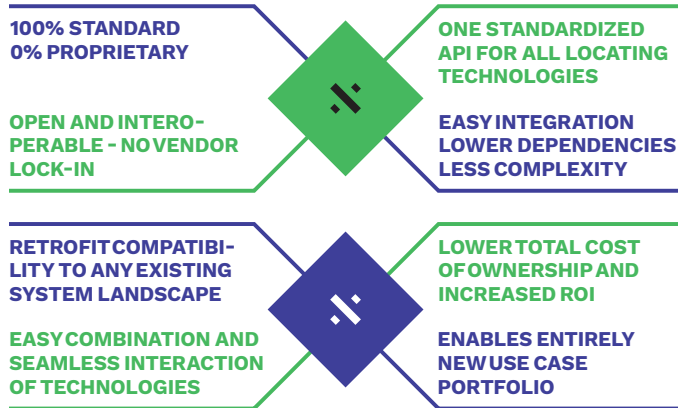 100% STANDARD
0% PROPRIETARY
OPEN AND INTERO-
PERABLE - NO VENDOR
LOCK-IN
ONE STANDARDIZED
API FOR ALL LOCATING
TECHNOLOGIES
EASY INTEGRATION
LOWER DEPENDENCIES
LESS COMPLEXITY
RETROFIT COMPATIBI-
LITY TO ANY EXISTING
SYSTEM LANDSCAPE
EASY COMBINATION AND
SEAMLESS INTERACTION
OF TECHNOLOGIES
LOWER TOTAL COST
OF OWNERSHIP AND
INCREASED ROI
ENABLES ENTIRELY
NEW USE CASE
PORTFOLIO